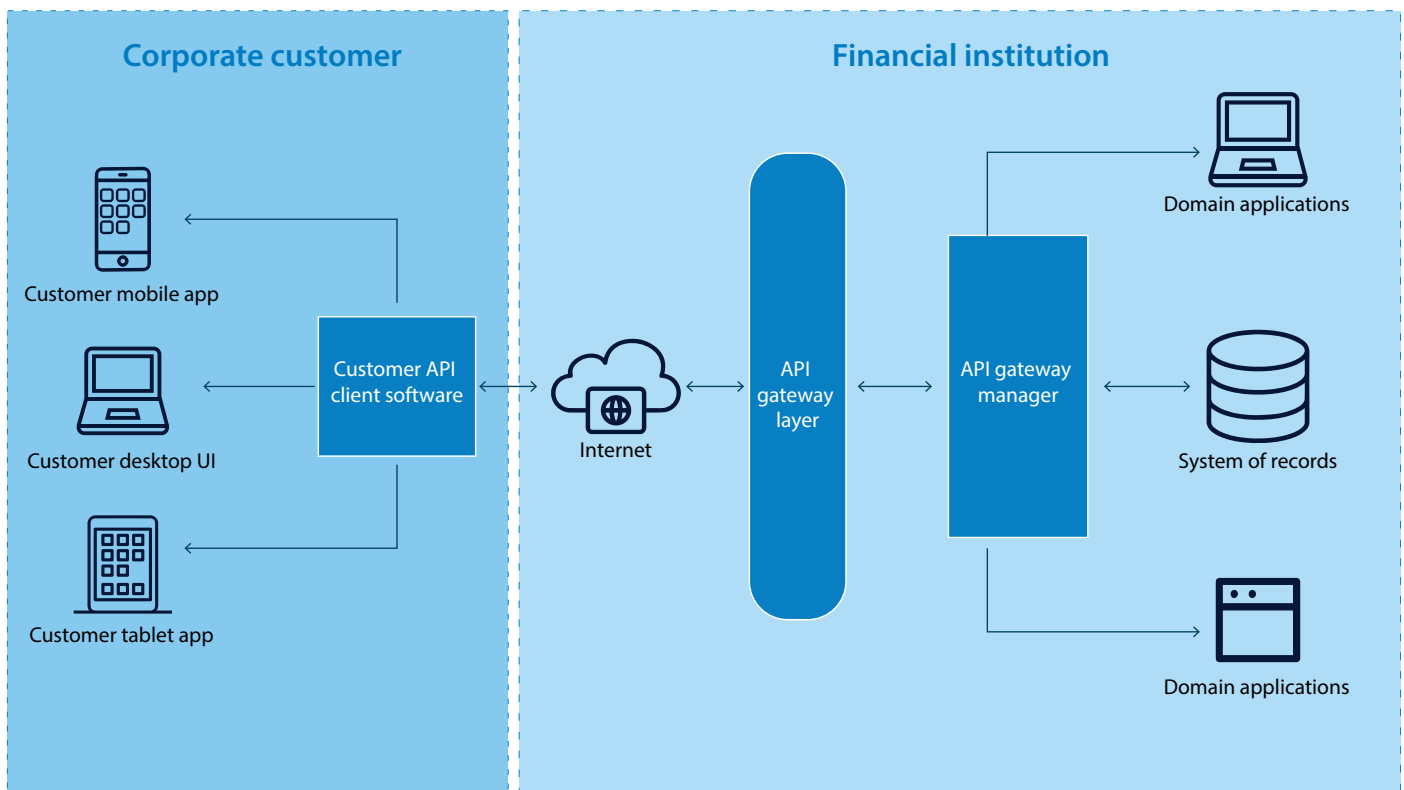 Corporate customer
Customer mobile app
Customer desktop UI
Customer tablet app
Customer API
client software
Financial institution
Internet
API
gateway
layer
API gateway
manager
Domain applications
System of records
Domain applications